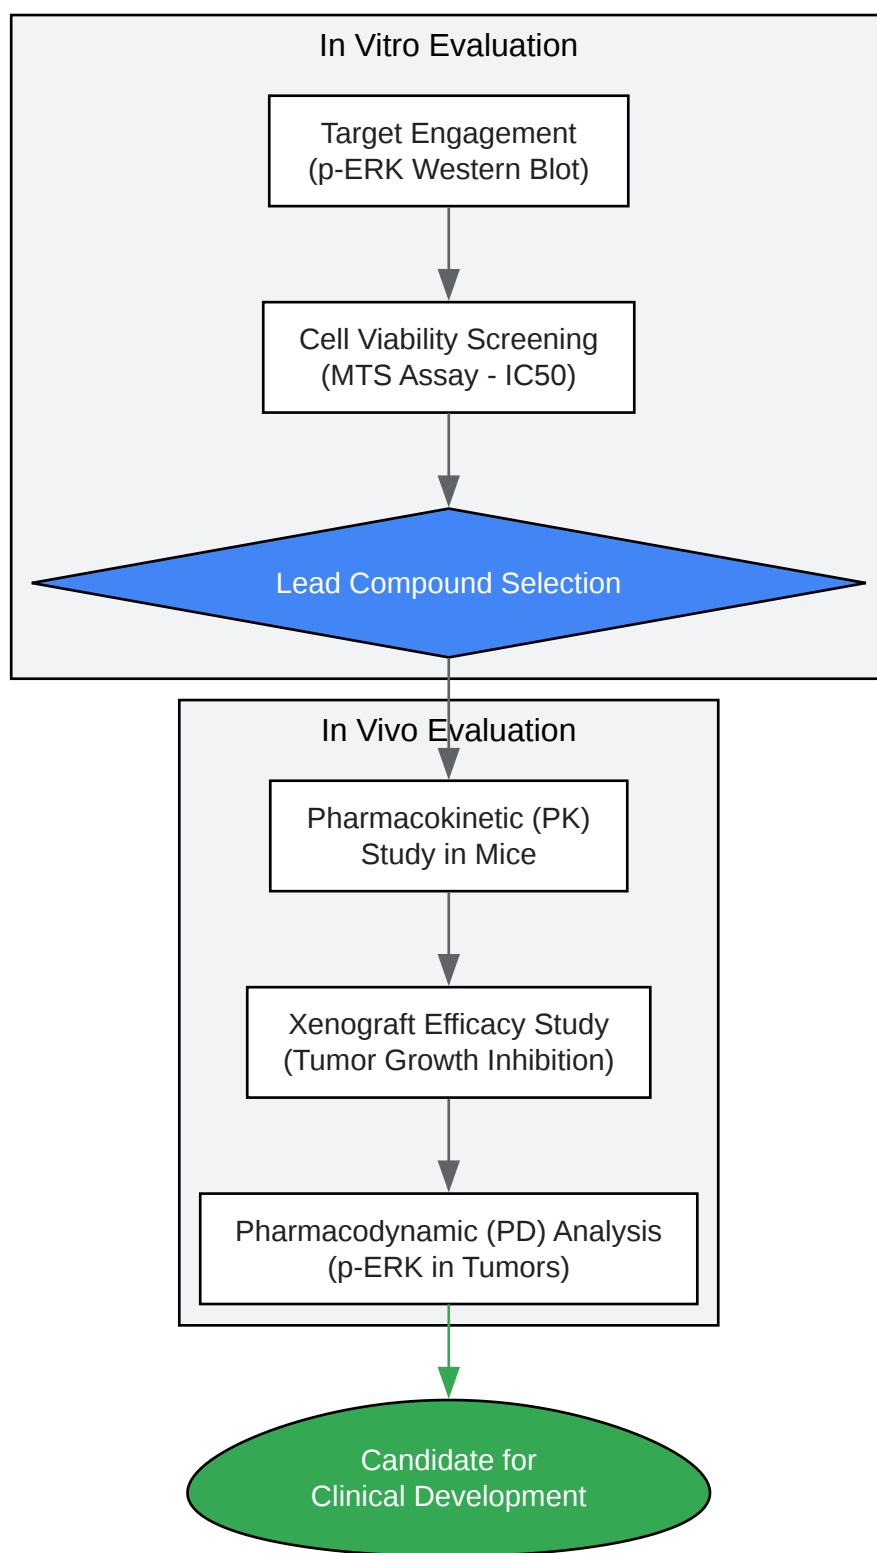 In Vitro Evaluation
Target Engagement
(p-ERK Western Blot)
Cell Viability Screening
(MTS Assay - IC50)
Lead Compound Selection
In Vivo Evaluation
Pharmacokinetic (PK)
Study in Mice
Xenograft Efficacy Study
(Tumor Growth Inhibition)
Pharmacodynamic (PD) Analysis
(p-ERK in Tumors)
Candidate for
Clinical Development